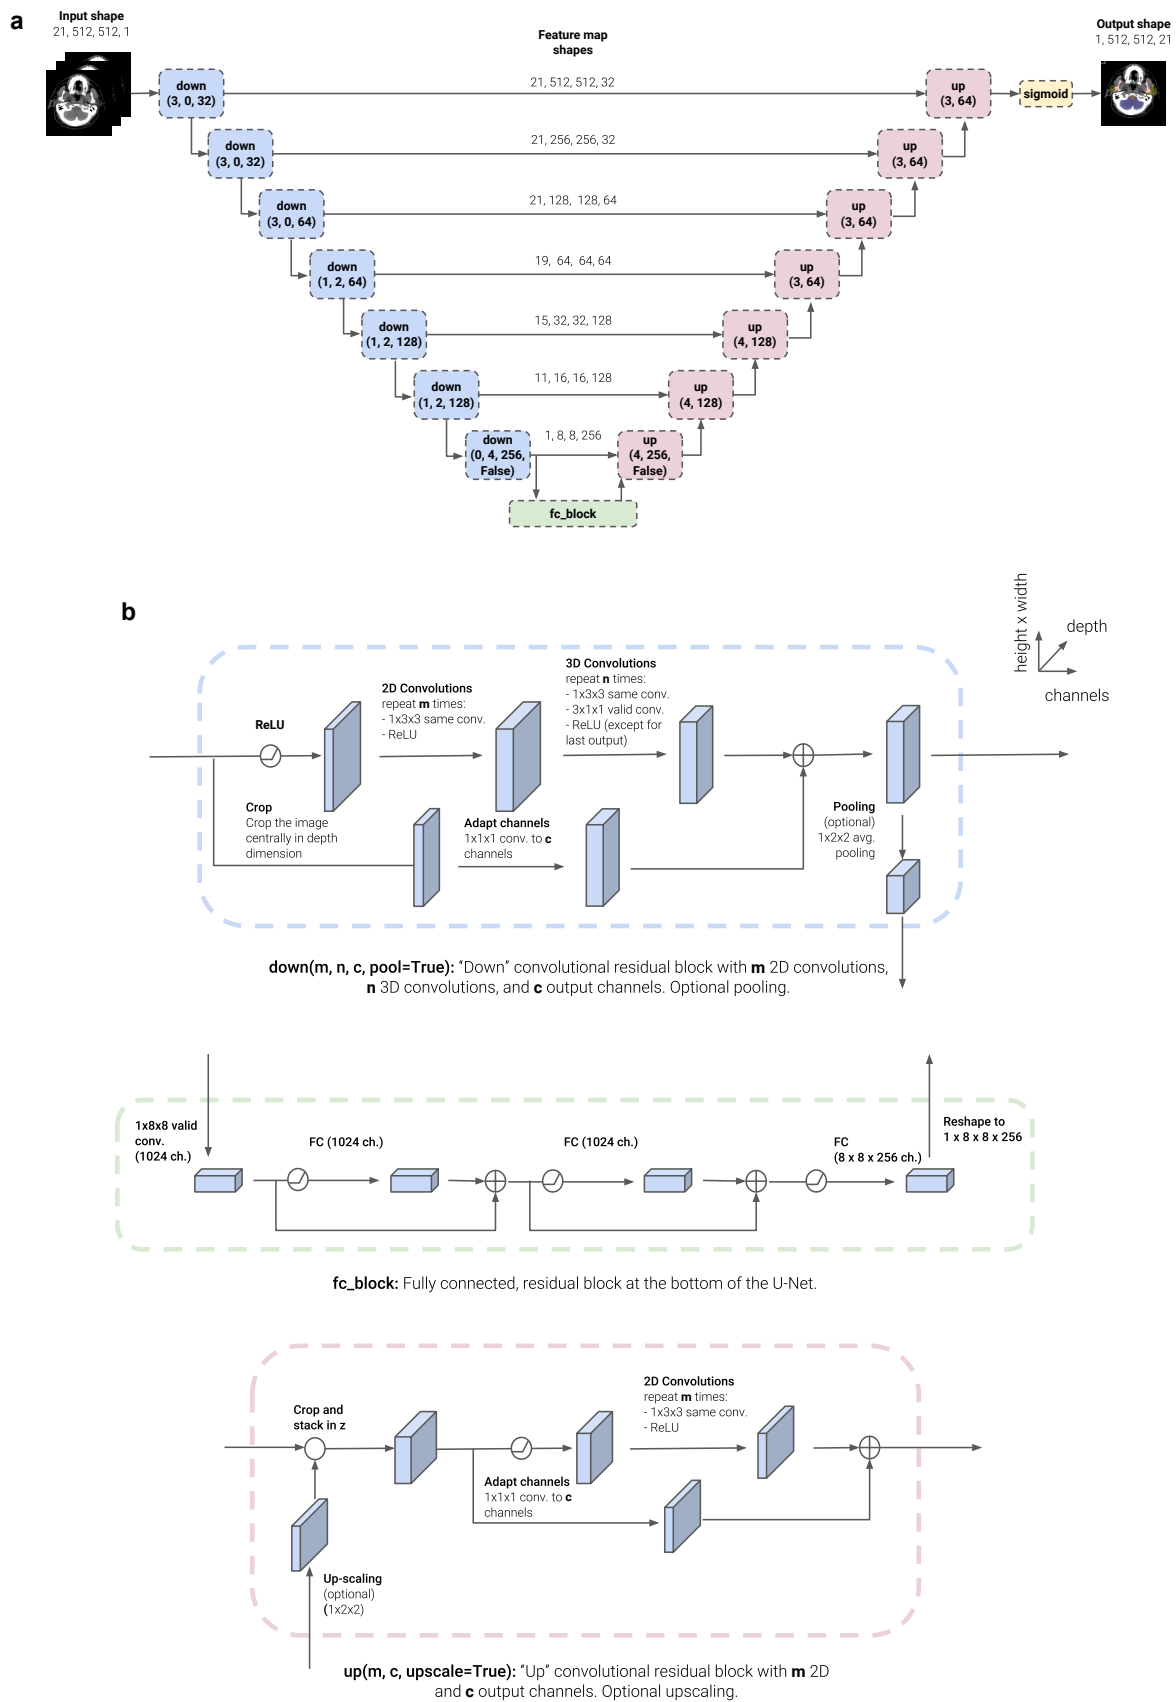 a
Input shape
21, 512, 512, 1
Feature map
shapes
Output shape
1, 512, 512, 21
down
(3, 0, 32)
21, 512, 512, 32
up
(3, 64)
sigmoid
down
(3, 0, 32)
21, 256, 256, 32
up
(3, 64)
down
(3, 0, 64)
21, 128, 128, 64
up
(3, 64)
down
(1, 2, 64)
19, 64, 64, 64
up
(3, 64)
down
(1, 2, 128)
15, 32, 32, 128
up
(4, 128)
down
(1, 2, 128)
11, 16, 16, 128
up
(4, 128)
down
(0, 4, 256,
False)
1, 8, 8, 256
up
(4, 256,
False)
fc_block
b
height x width
depth
channels
ReLU
2D Convolutions
repeat m times:
- 1x3x3 same conv.
- ReLU
3D Convolutions
repeat n times:
- 1x3x3 same conv.
- 3x1x1 valid conv.
- ReLU (except for
last output)
Crop
Crop the image
centrally in depth
dimension
Adapt channels
1x1x1 conv. to c
channels
Pooling
(optional)
1x2x2 avg.
pooling
down(m, n, c, pool=True): "Down" convolutional residual block with m 2D convolutions,
n 3D convolutions, and c output channels. Optional pooling.
1x8x8 valid
conv.
(1024 ch.)
FC (1024 ch.)
FC (1024 ch.)
FC
(8 x 8 x 256 ch.)
Reshape to
1 x 8 x 8 x 256
fc_block: Fully connected, residual block at the bottom of the U-Net.
Crop and
stack in z
2D Convolutions
repeat m times:
- 1x3x3 same conv.
- ReLU
Adapt channels
1x1x1 conv. to c
channels
Up-scaling
(optional)
(1x2x2)
up(m, c, upscale=True): "Up" convolutional residual block with m 2D
and c output channels. Optional upscaling.